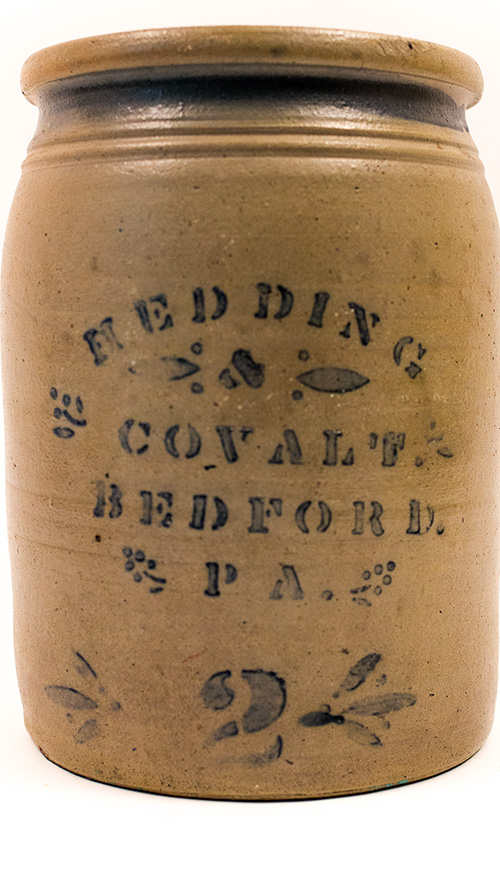 HEDDING
&
COVALT.
BEDFORD.
PA.
2